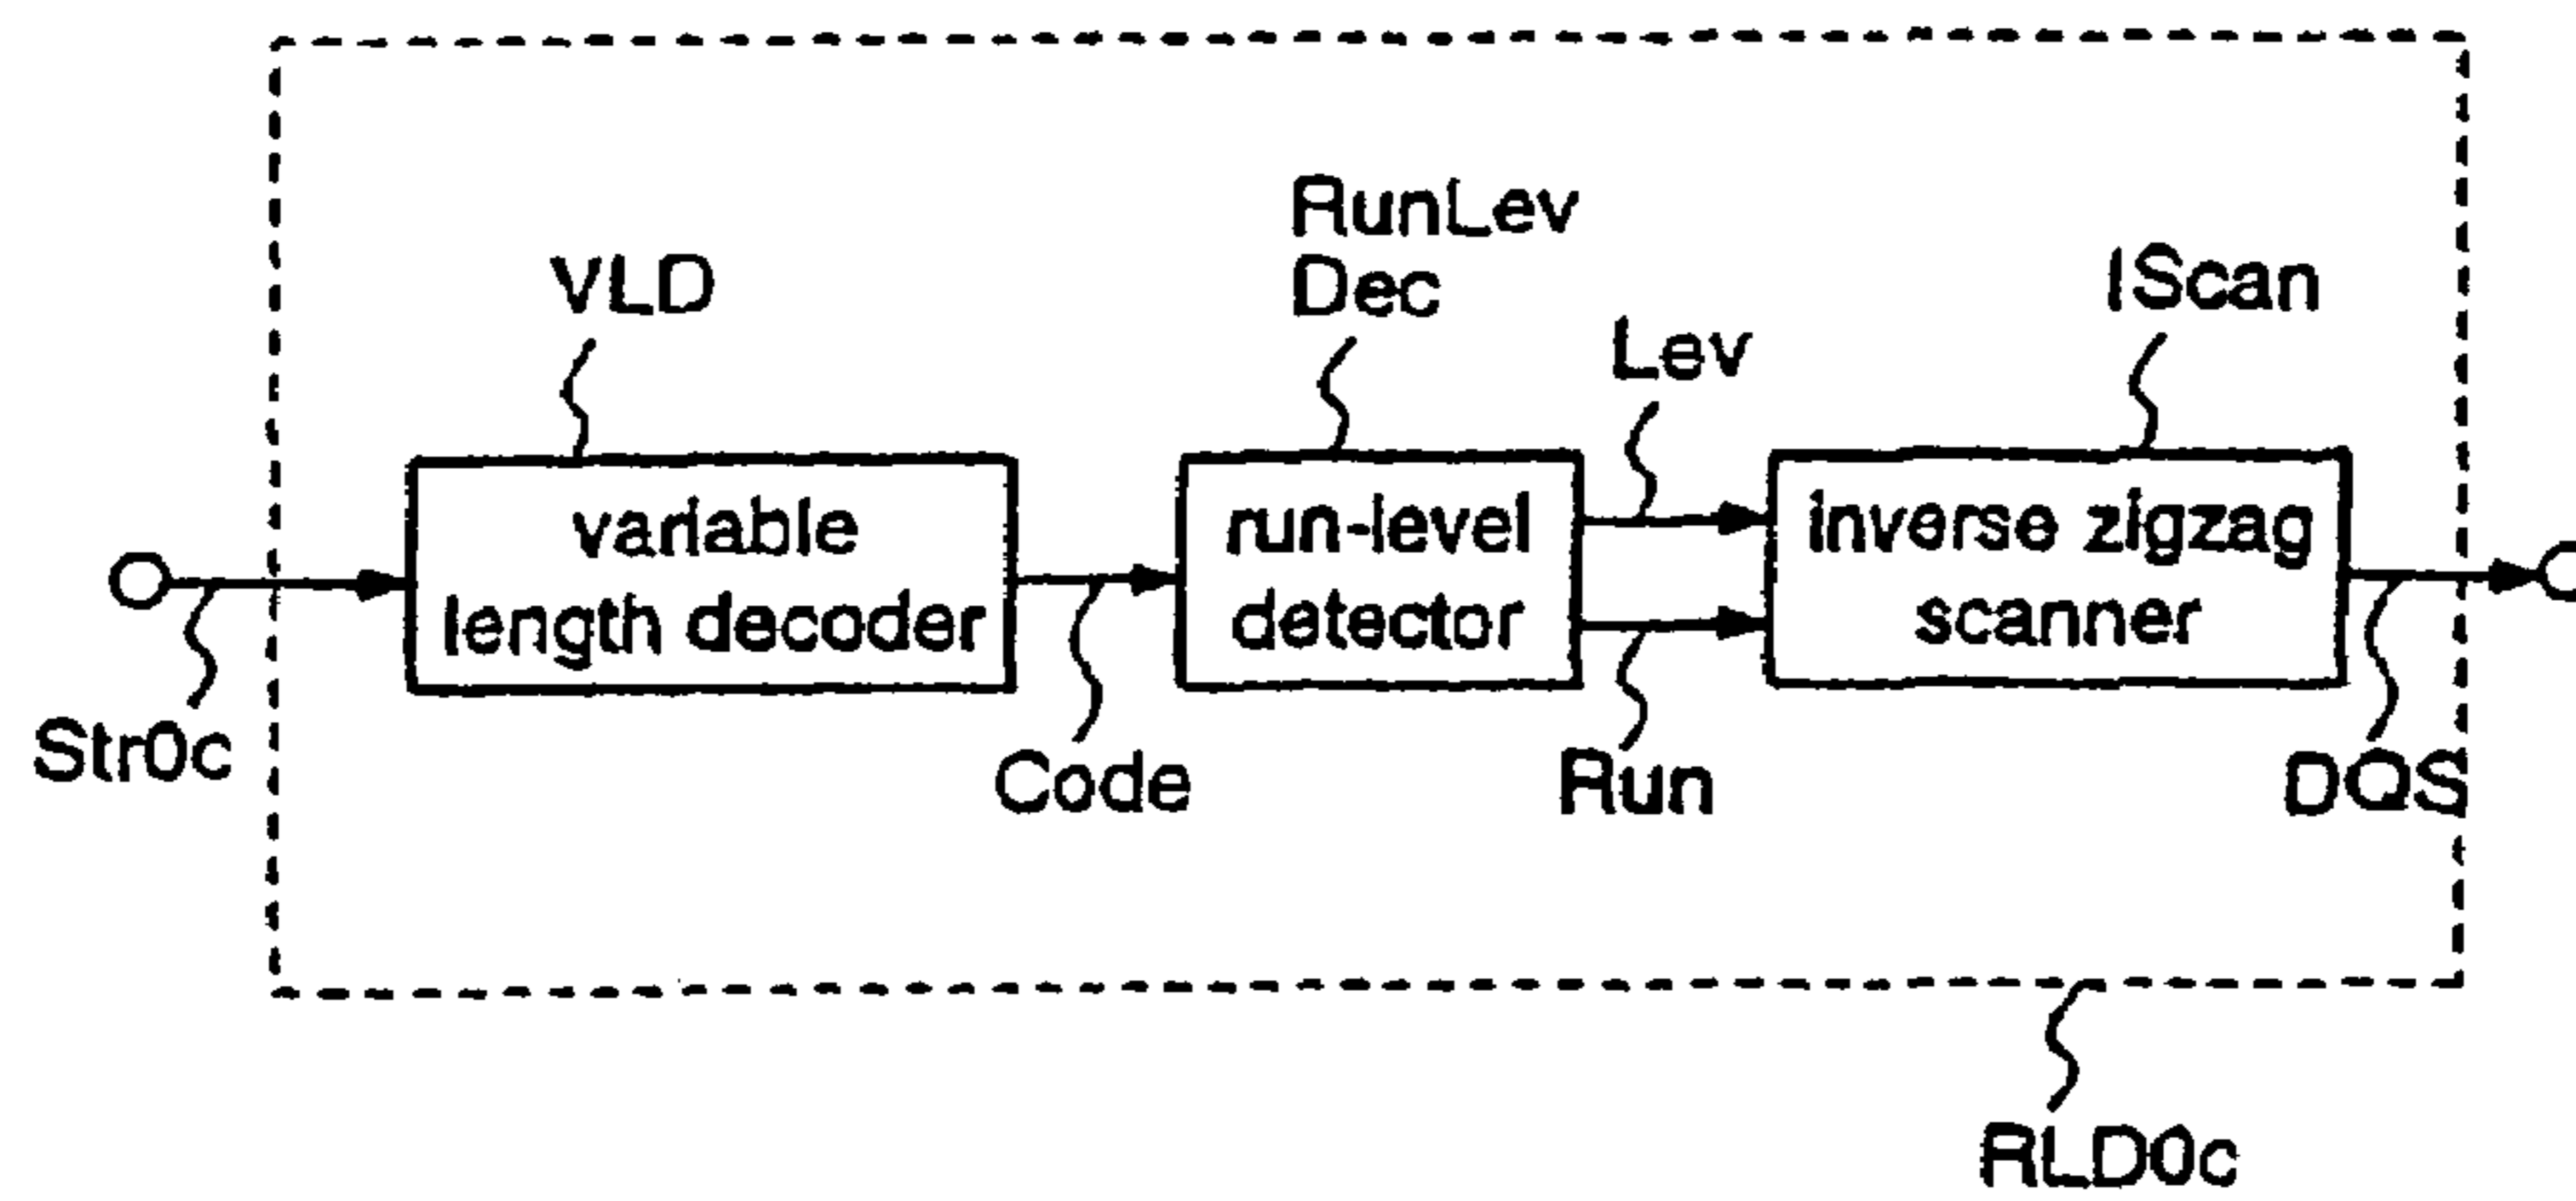 RunLev
Dec
VLD
IScan
Lev
variable
length decoder
run-level
detector
inverse zigzag
scanner
Str0c
Code
Run
DQS
RLD0c